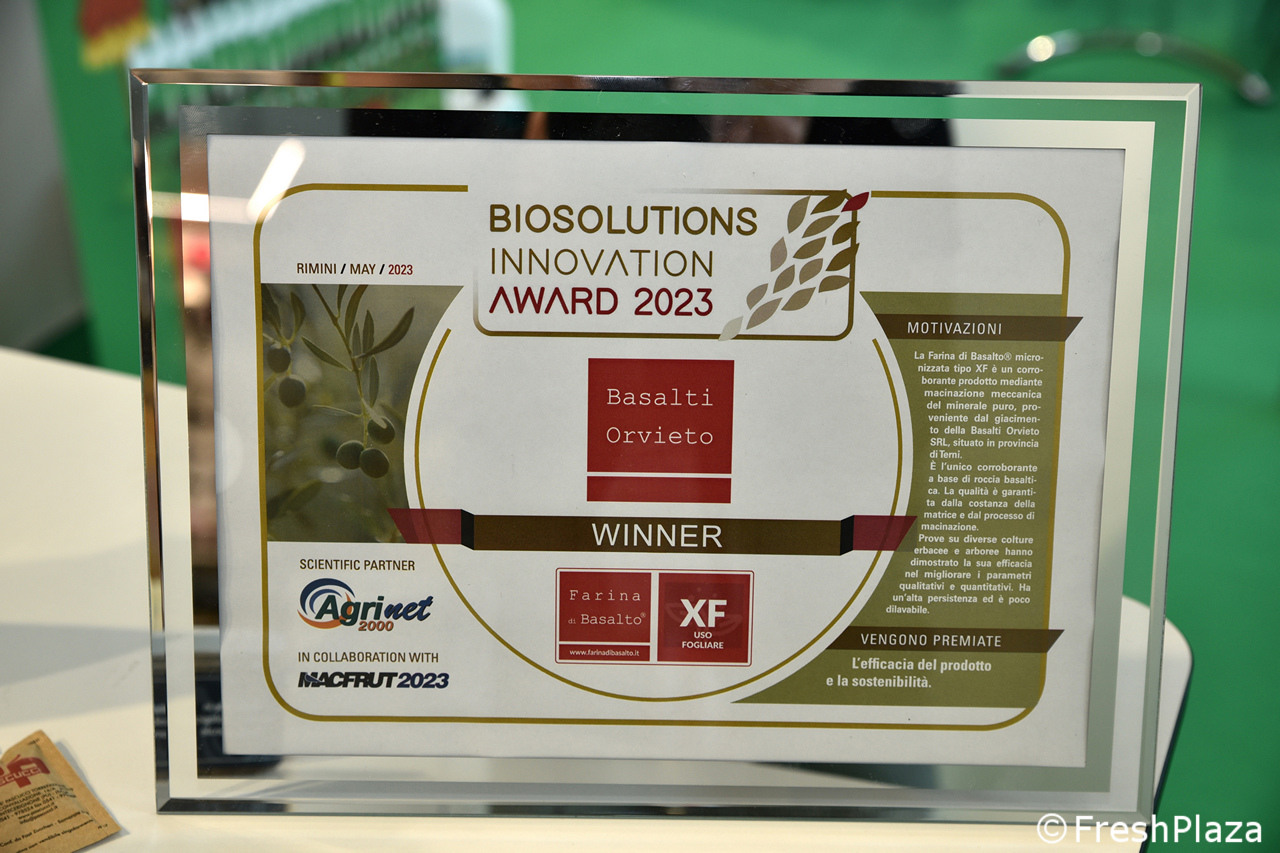 BIOSOLUTIONS
INNOVATION
AWARD 2023
RIMINI / MAY / 2023
Basalti
Orvieto
WINNER
Farina
di Basalto®
www.farinadibasalto.it
XF
USO
FOGLIARE
SCIENTIFIC PARTNER
Agrinet
2000
IN COLLABORATION WITH
MACFRUT2023
MOTIVAZIONI
La Farina di Basalto® micro-
nizzata tipo XF è un corro-
borante prodotto mediante
macinazione meccanica
del minerale puro, pro-
veniente dal giacimen-
to della Basalti Orvieto
SRL, situato in provincia
di Terni.
È l'unico corroborante
a base di roccia basalti-
ca. La qualità è garanti-
ta dalla costanza della
matrice e dal processo di
macinazione.
Prove su diverse colture
erbacee e arboree hanno
dimostrato la sua efficacia
nel migliorare i parametri
qualitativi e quantitativi. Ha
un'alta persistenza ed è poco
dilavabile.
VENGONO PREMIATE
L'efficacia del prodotto
e la sostenibilità.
©FreshPlaza